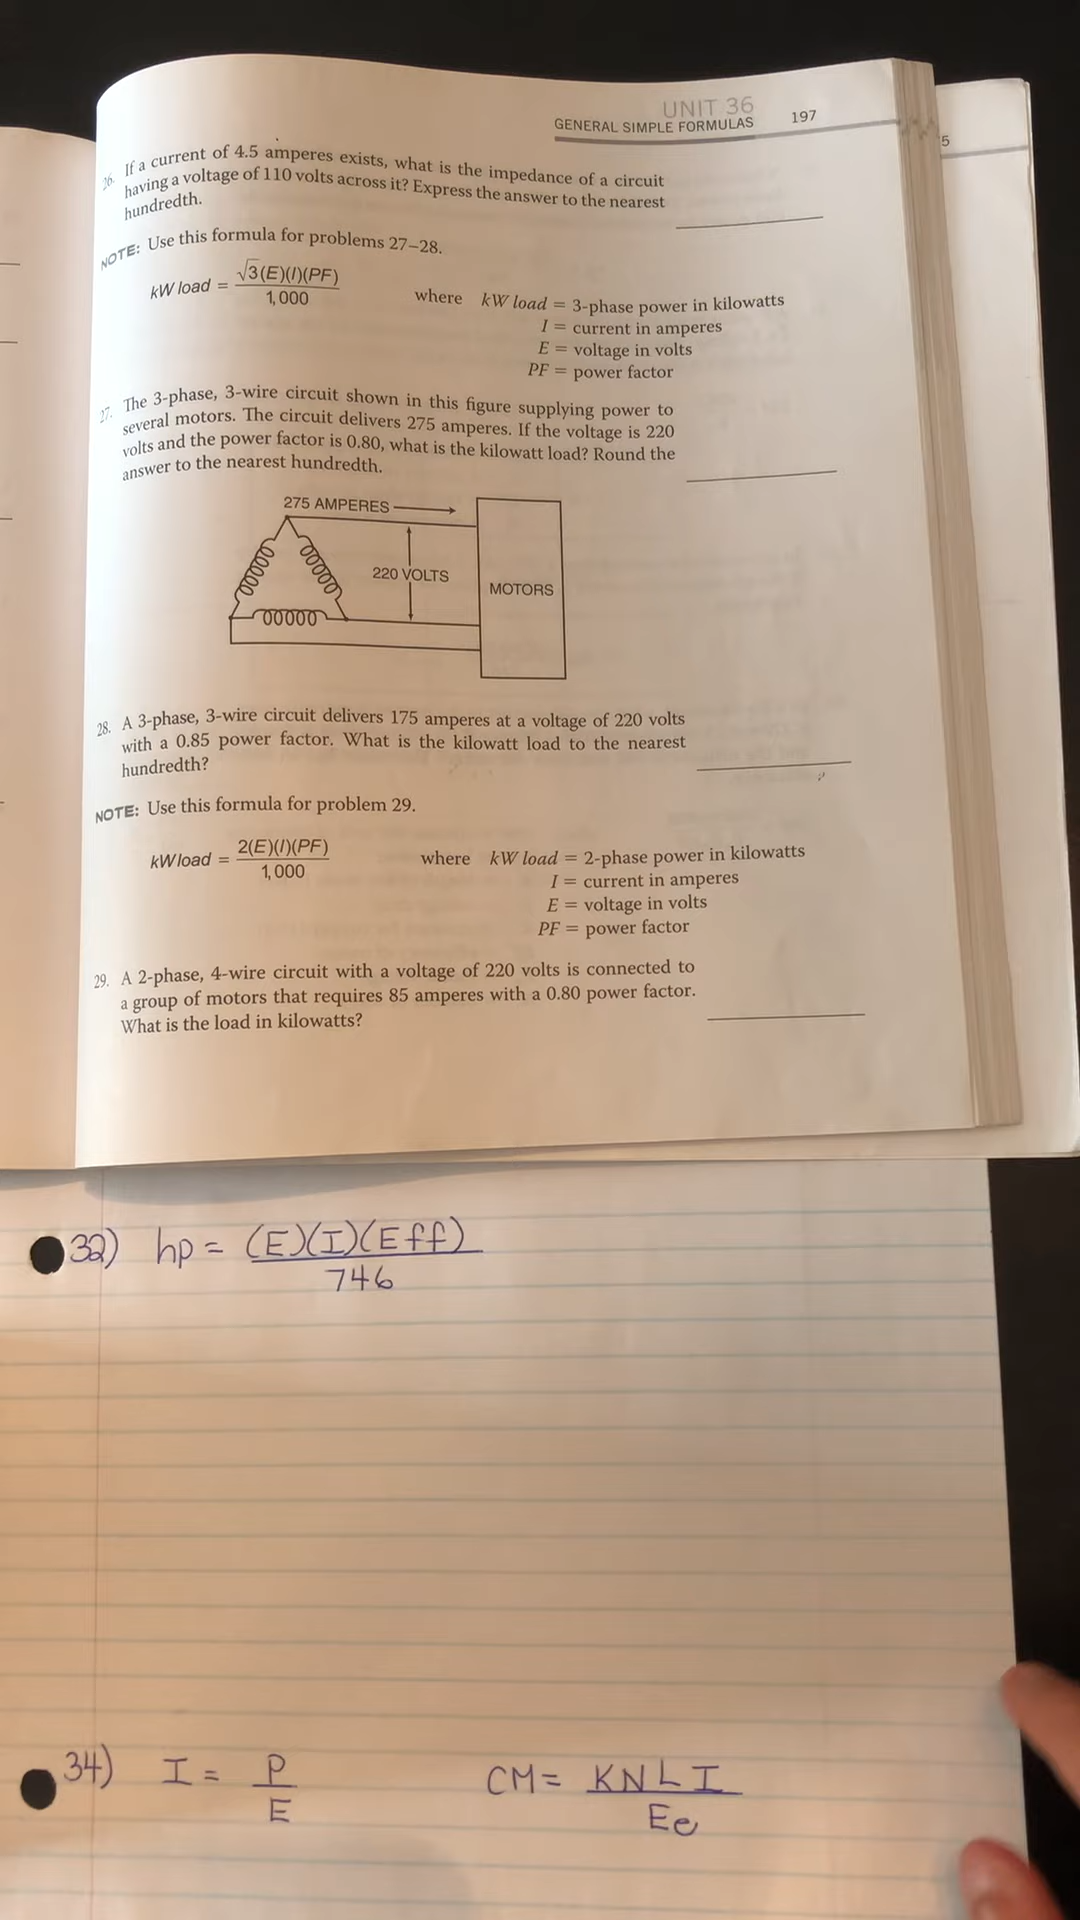 UNIT 36
GENERAL SIMPLE FORMULAS 197
5
26. If a current of 4.5 amperes exists, what is the impedance of a circuit
having a voltage of 110 volts across it? Express the answer to the nearest
hundredth.
NOTE: Use this formula for problems 27–28.
kW load = √3(E)(I)(PF) / 1,000
where kW load = 3-phase power in kilowatts
I = current in amperes
E = voltage in volts
PF = power factor
27. The 3-phase, 3-wire circuit shown in this figure supplying power to
several motors. The circuit delivers 275 amperes. If the voltage is 220
volts and the power factor is 0.80, what is the kilowatt load? Round the
answer to the nearest hundredth.
275 AMPERES
220 VOLTS
MOTORS
28. A 3-phase, 3-wire circuit delivers 175 amperes at a voltage of 220 volts
with a 0.85 power factor. What is the kilowatt load to the nearest
hundredth?
NOTE: Use this formula for problem 29.
kW load = 2(E)(I)(PF) / 1,000
where kW load = 2-phase power in kilowatts
I = current in amperes
E = voltage in volts
PF = power factor
29. A 2-phase, 4-wire circuit with a voltage of 220 volts is connected to
a group of motors that requires 85 amperes with a 0.80 power factor.
What is the load in kilowatts?
32) hp = (E)(I)(Eff) / 746
34) I = P / E CM = KNLI / Ee